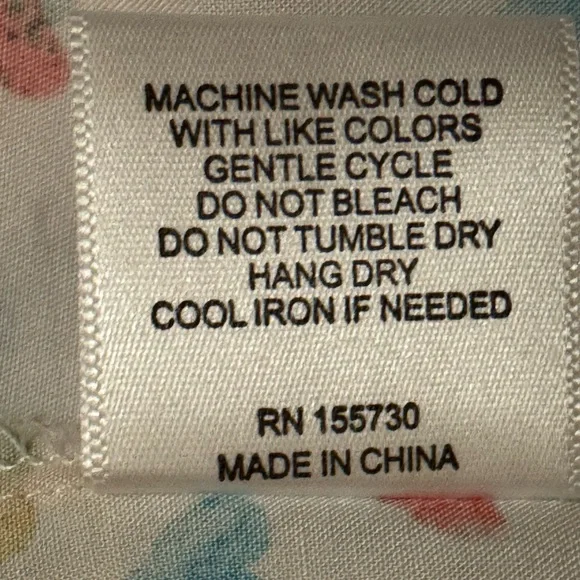 MACHINE WASH COLD
WITH LIKE COLORS
GENTLE CYCLE
DO NOT BLEACH
DO NOT TUMBLE DRY
HANG DRY
COOL IRON IF NEEDED
RN 155730
MADE IN CHINA